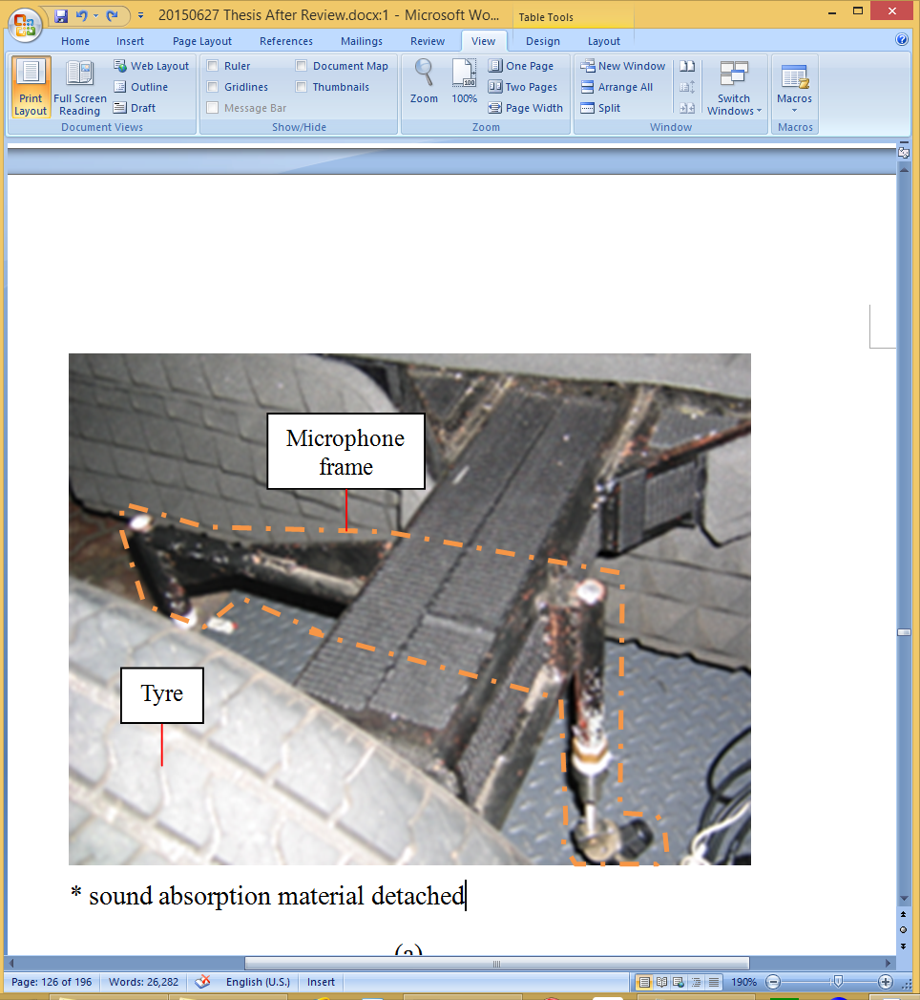 20150627 Thesis After Review.docx:1 - Microsoft Wo...
Table Tools
Home Insert Page Layout References Mailings Review View Design Layout
Print Layout
Full Screen Reading
Web Layout
Outline
Draft
Document Views
Ruler
Gridlines
Message Bar
Document Map
Thumbnails
Show/Hide
Zoom
100
100%
One Page
Two Pages
Page Width
Zoom
New Window
Arrange All
Split
Switch Windows
Window
Macros
Macros
Microphone
frame
Tyre
* sound absorption material detached
(a)
Page: 126 of 196 Words: 26,282 English (U.S.) Insert 190%